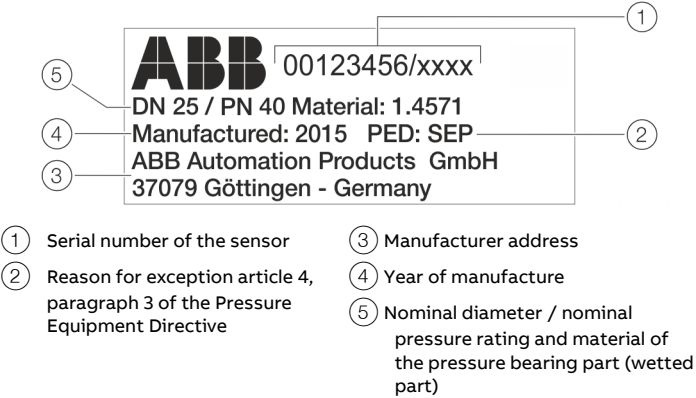 1
ABB 00123456/xxxx
5
DN 25 / PN 40 Material: 1.4571
4 Manufactured: 2015 PED: SEP 2
ABB Automation Products GmbH
3
37079 Göttingen - Germany
1 Serial number of the sensor
2 Reason for exception article 4,
paragraph 3 of the Pressure
Equipment Directive
3 Manufacturer address
4 Year of manufacture
5 Nominal diameter / nominal
pressure rating and material of
the pressure bearing part (wetted
part)